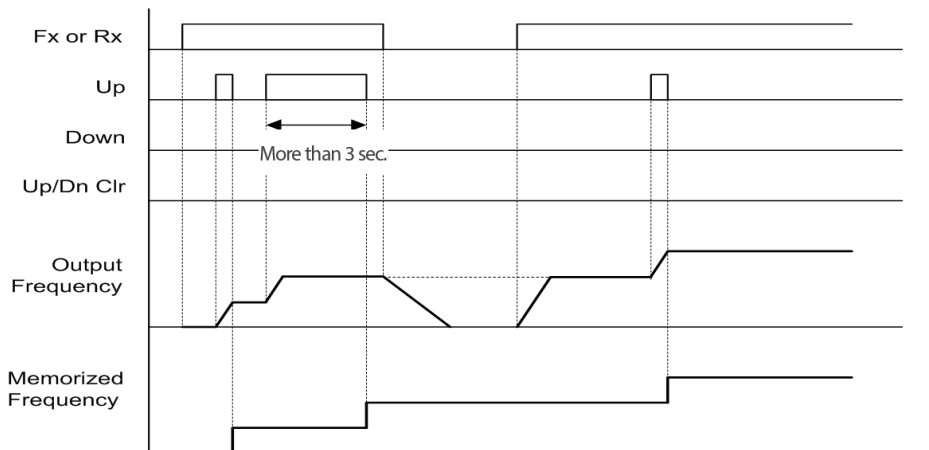 Fx or Rx
Up
Down
More than 3 sec.
Up/Dn Clr
Output
Frequency
Memorized
Frequency